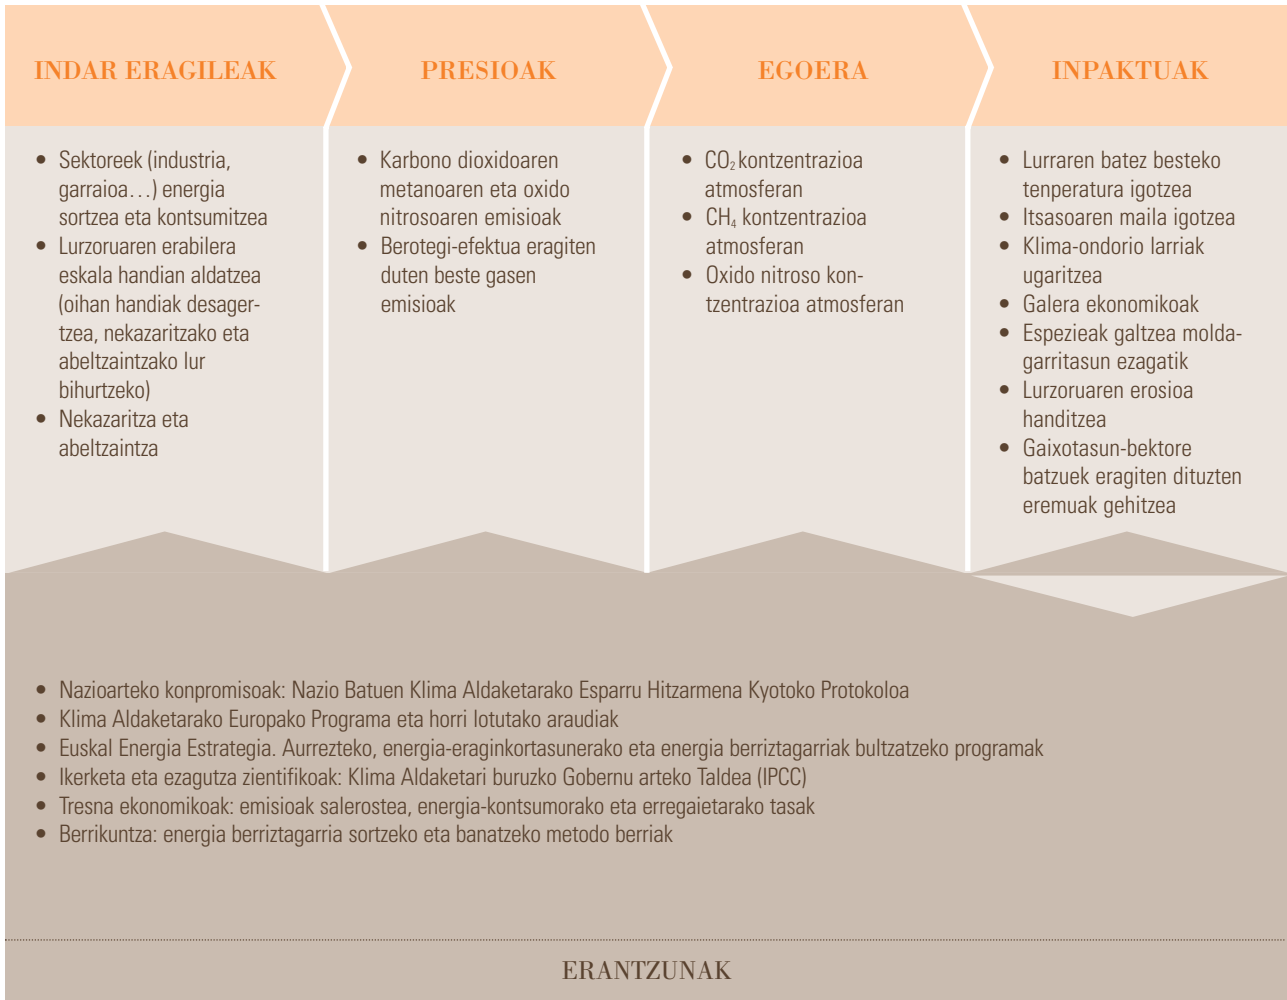 INDAR ERAGILEAK
PRESIOAK
EGOERA
INPAKTUAK
• Sektoreek (industria,
garraioa…) energia
sortzea eta kontsumitzea
• Lurzoruaren erabilera
eskala handian aldatzea
(oihan handiak desager-
tzea, nekazaritzako eta
abeltzaintzako lur
bihurtzeko)
• Nekazaritza eta
abeltzaintza
• Karbono dioxidoaren
metanoaren eta oxido
nitrosoaren emisioak
• Berotegi-efektua eragiten
duten beste gasen
emisioak
• CO₂ kontzentrazioa
atmosferan
• CH₄ kontzentrazioa
atmosferan
• Oxido nitroso kon-
tzentrazioa atmosferan
• Lurraren batez besteko
tenperatura igotzea
• Itsasoaren maila igotzea
• Klima-ondorio larriak
ugaritzea
• Galera ekonomikoak
• Espezieak galtzea molda-
garritasun ezagatik
• Lurzoruaren erosioa
handitzea
• Gaixotasun-bektore
batzuek eragiten dituzten
eremuak gehitzea
• Nazioarteko konpromisoak: Nazio Batuen Klima Aldaketarako Esparru Hitzarmena Kyotoko Protokoloa
• Klima Aldaketarako Europako Programa eta horri lotutako araudiak
• Euskal Energia Estrategia. Aurrezteko, energia-eraginkortasunerako eta energia berriztagarriak bultzatzeko programak
• Ikerketa eta ezagutza zientifikoak: Klima Aldaketari buruzko Gobernu arteko Taldea (IPCC)
• Tresna ekonomikoak: emisioak salerostea, energia-kontsumorako eta erregaietarako tasak
• Berrikuntza: energia berriztagarria sortzeko eta banatzeko metodo berriak
ERANTZUNAK